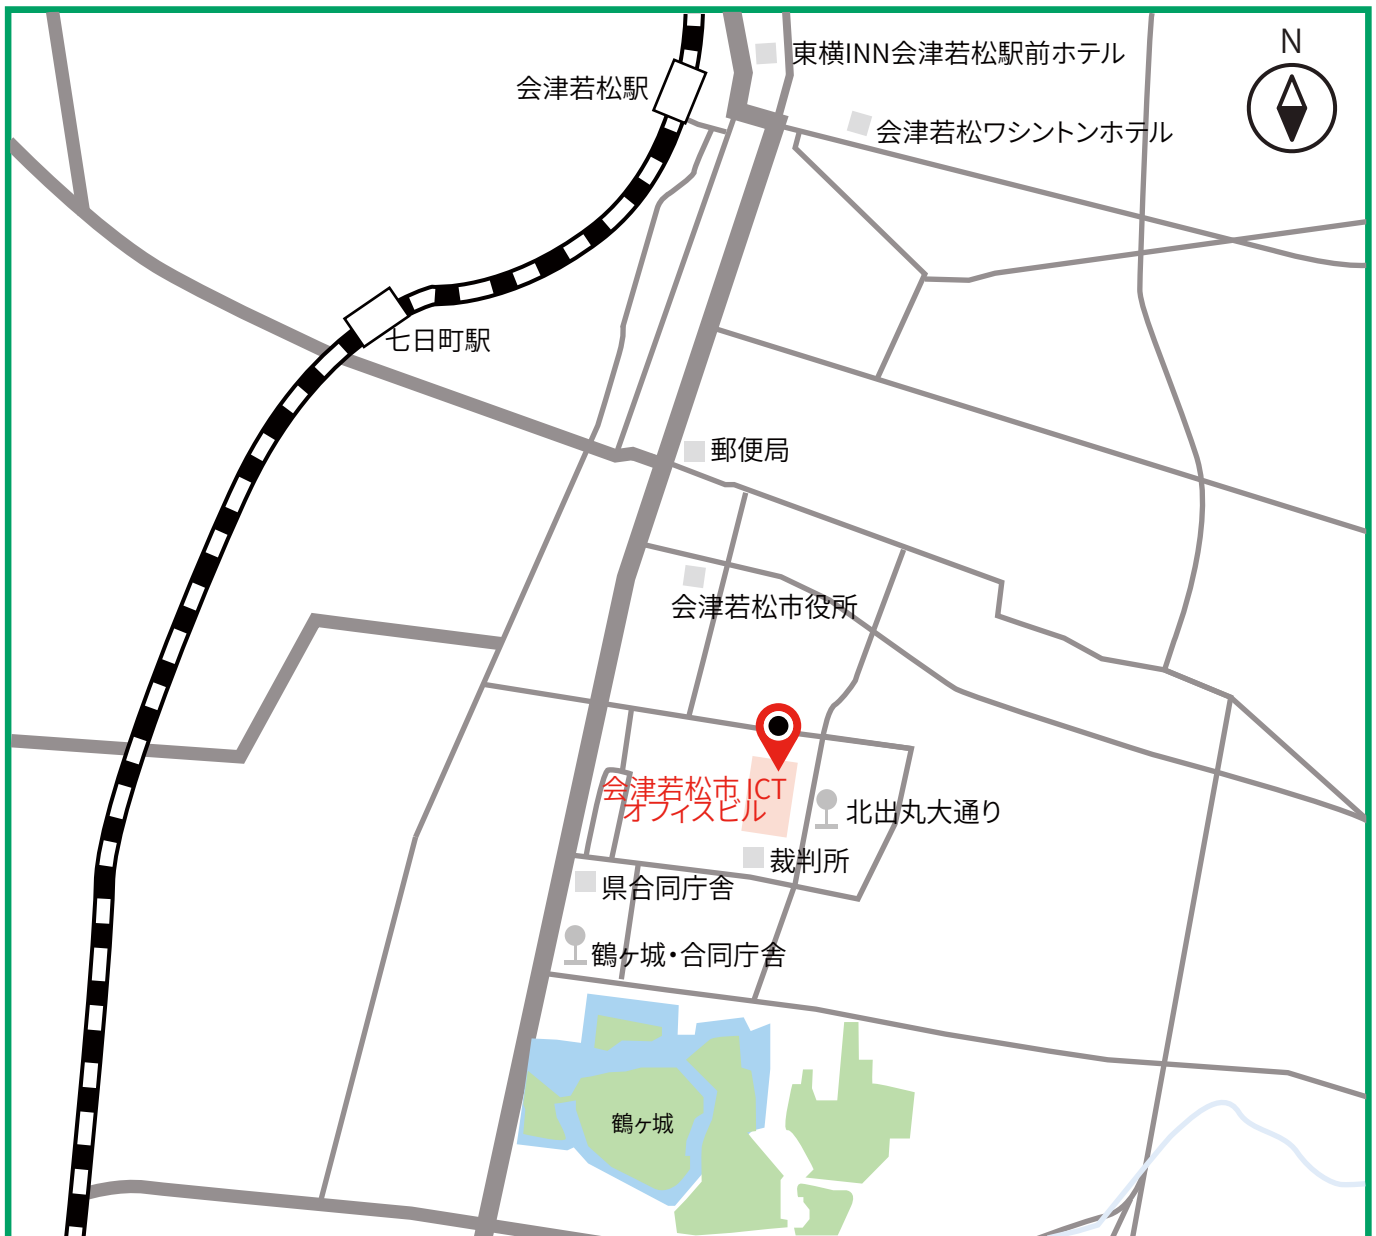 N
東横INN会津若松駅前ホテル
会津若松駅
会津若松ワシントンホテル
七日町駅
郵便局
会津若松市役所
会津若松市 ICT
オフィスビル
北出丸大通り
裁判所
県合同庁舎
鶴ヶ城・合同庁舎
鶴ヶ城